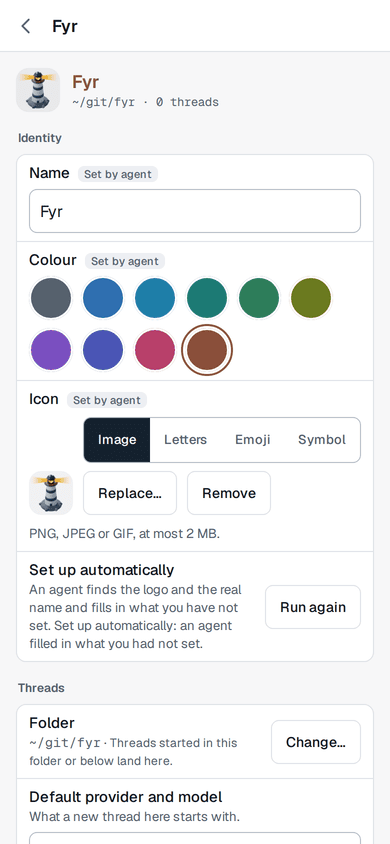 Fyr
Fyr
~/git/fyr · 0 threads
Identity
Name Set by agent
Fyr
Colour Set by agent
Icon Set by agent
Image Letters Emoji Symbol
Replace… Remove
PNG, JPEG or GIF, at most 2 MB.
Set up automatically
An agent finds the logo and the real
name and fills in what you have not
set. Set up automatically: an agent
filled in what you had not set.
Run again
Threads
Folder
~/git/fyr · Threads started in this
folder or below land here.
Change…
Default provider and model
What a new thread here starts with.